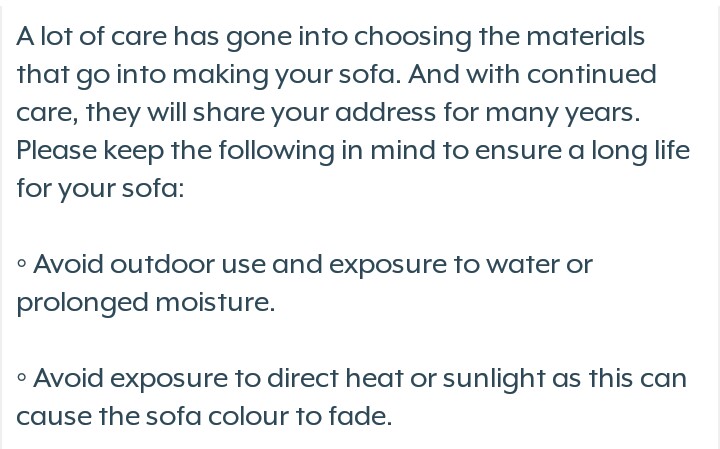 A lot of care has gone into choosing the materials
that go into making your sofa. And with continued
care, they will share your address for many years.
Please keep the following in mind to ensure a long life
for your sofa:
◦ Avoid outdoor use and exposure to water or
prolonged moisture.
◦ Avoid exposure to direct heat or sunlight as this can
cause the sofa colour to fade.